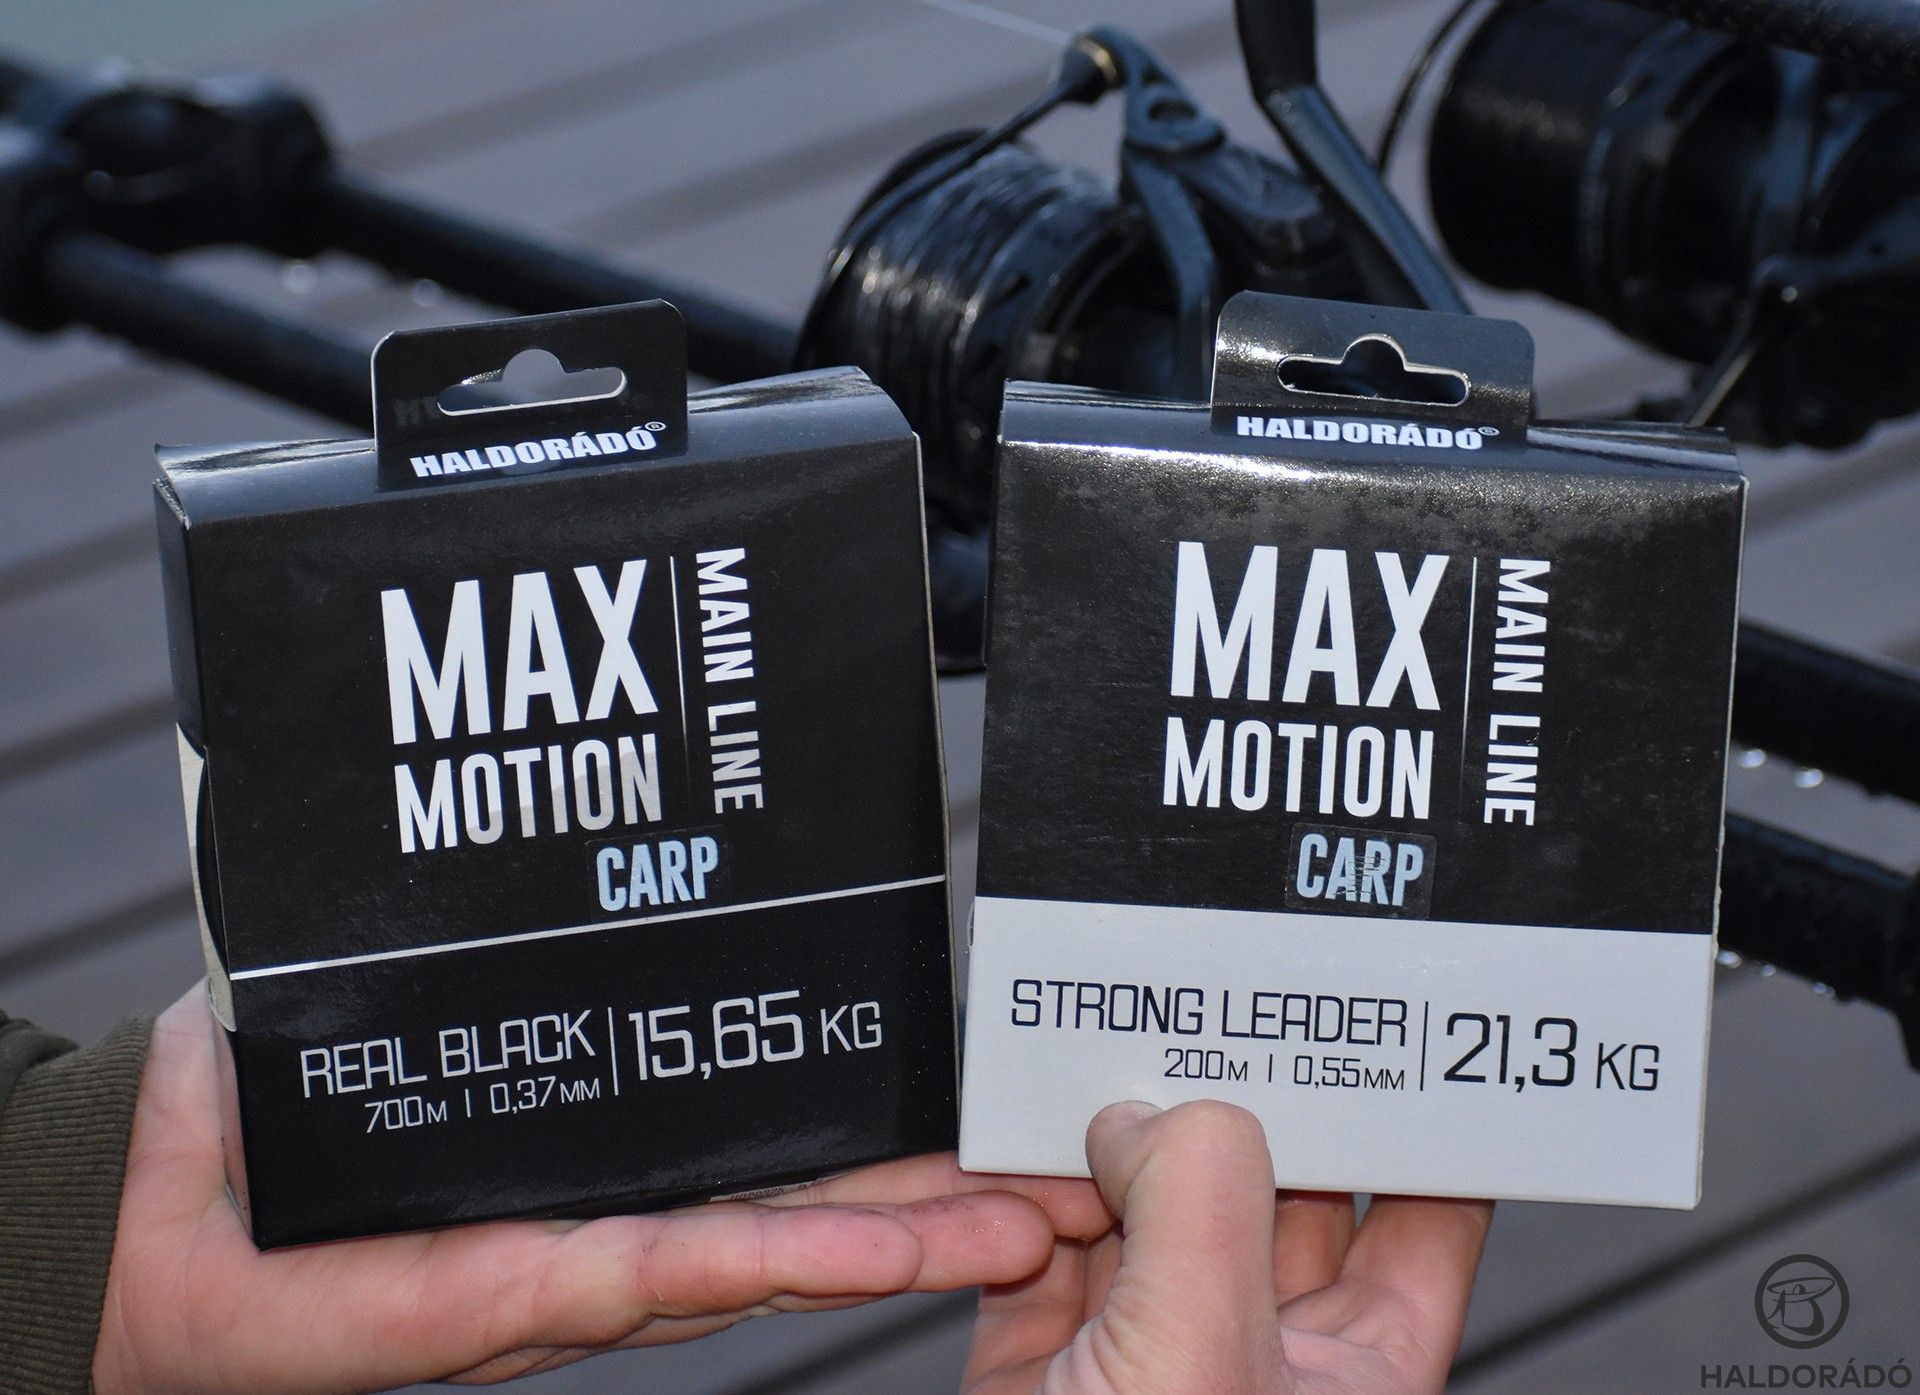 HALDORÁDÓ®
MAX
MOTION
MAIN LINE
CARP
REAL BLACK
700M | 0,37MM
15,65 KG
HALDORÁDÓ®
MAX
MOTION
MAIN LINE
CARP
STRONG LEADER
200M | 0,55MM
21,3 KG
HALDORÁDÓ